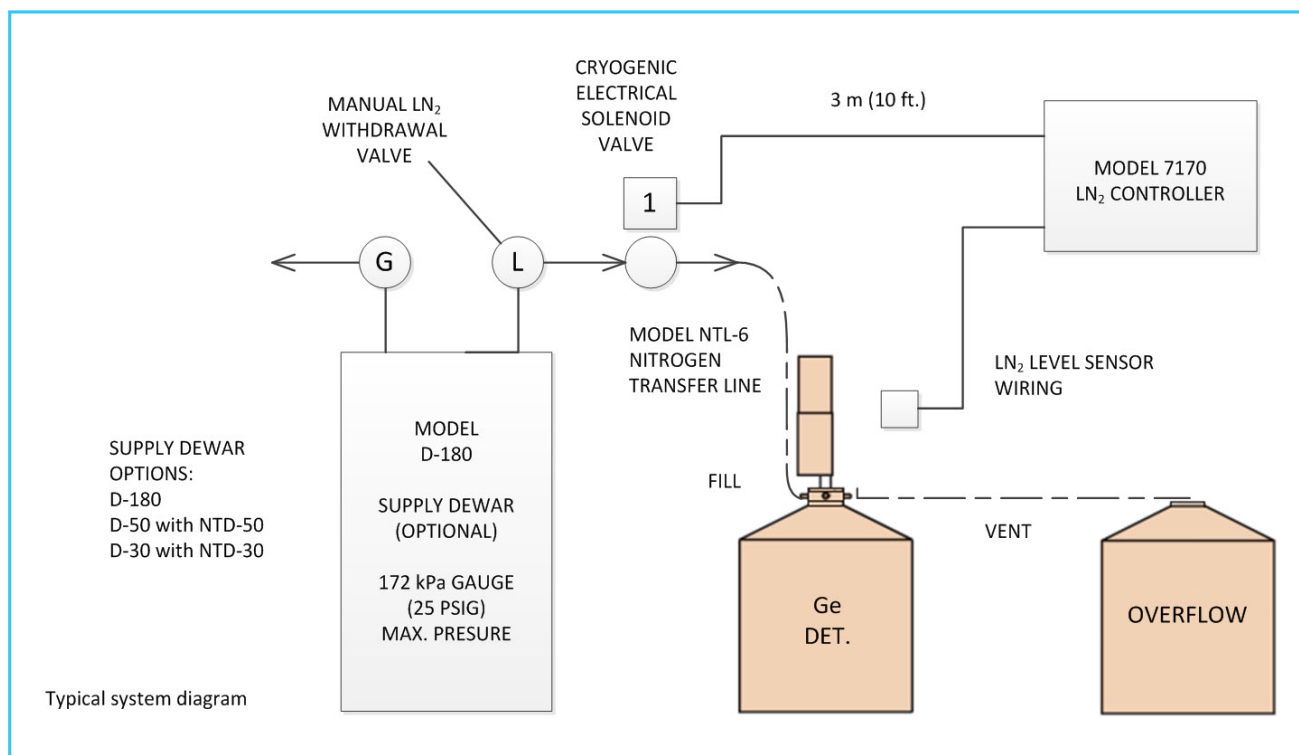 CRYOGENIC
ELECTRICAL
SOLENOID
VALVE
MANUAL LN₂
WITHDRAWAL
VALVE
3 m (10 ft.)
1
MODEL 7170
LN₂ CONTROLLER
G
L
MODEL NTL-6
NITROGEN
TRANSFER LINE
LN₂ LEVEL SENSOR
WIRING
SUPPLY DEWAR
OPTIONS:
D-180
D-50 with NTD-50
D-30 with NTD-30
MODEL
D-180
SUPPLY DEWAR
(OPTIONAL)
172 kPa GAUGE
(25 PSIG)
MAX. PRESURE
FILL
VENT
Ge
DET.
OVERFLOW
Typical system diagram